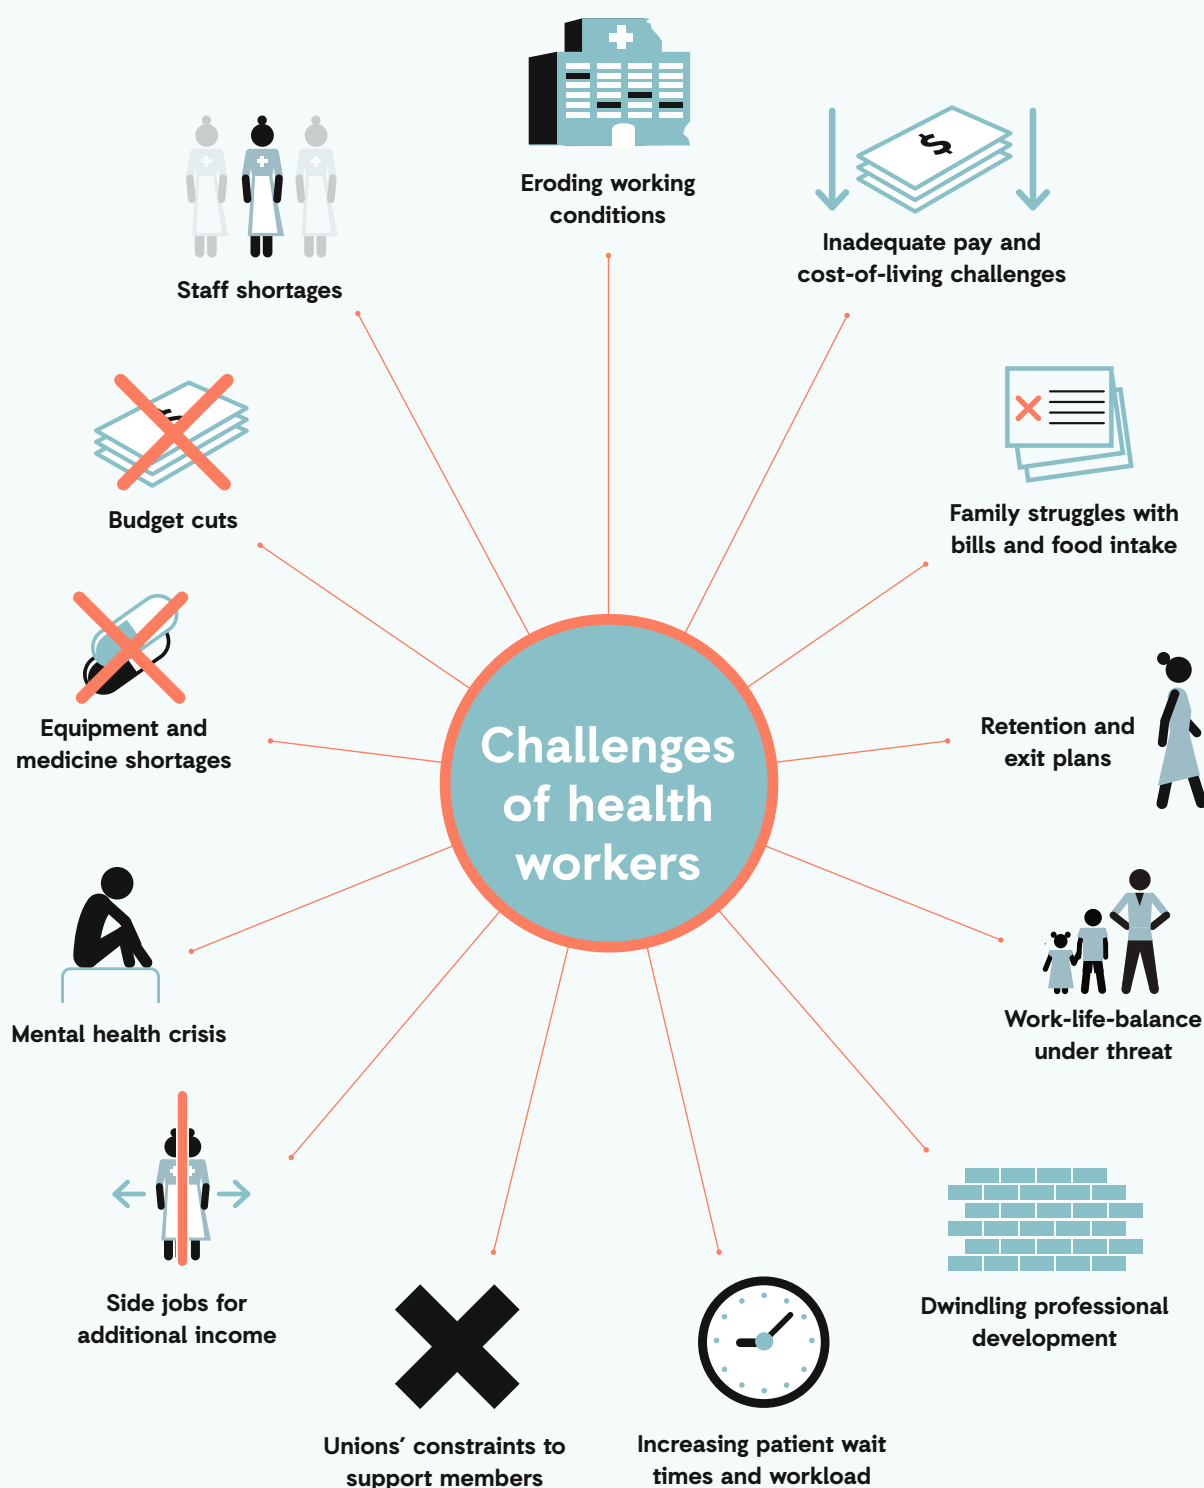 Eroding working
conditions
Inadequate pay and
cost-of-living challenges
Staff shortages
Budget cuts
Family struggles with
bills and food intake
Equipment and
medicine shortages
Retention and
exit plans
Challenges
of health
workers
Mental health crisis
Work-life-balance
under threat
Side jobs for
additional income
Dwindling professional
development
Unions’ constraints to
support members
Increasing patient wait
times and workload
$